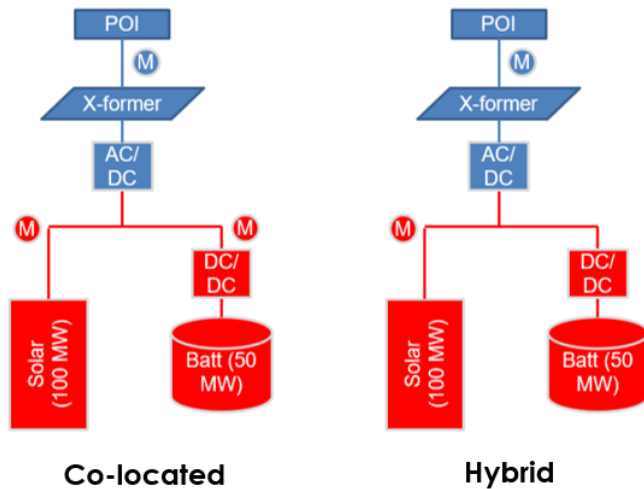 POI
M
X-former
AC/
DC
M
M
DC/
DC
Solar
(100 MW)
Batt (50
MW)
Co-located
POI
M
X-former
AC/
DC
M
DC/
DC
Solar
(100 MW)
Batt (50
MW)
Hybrid